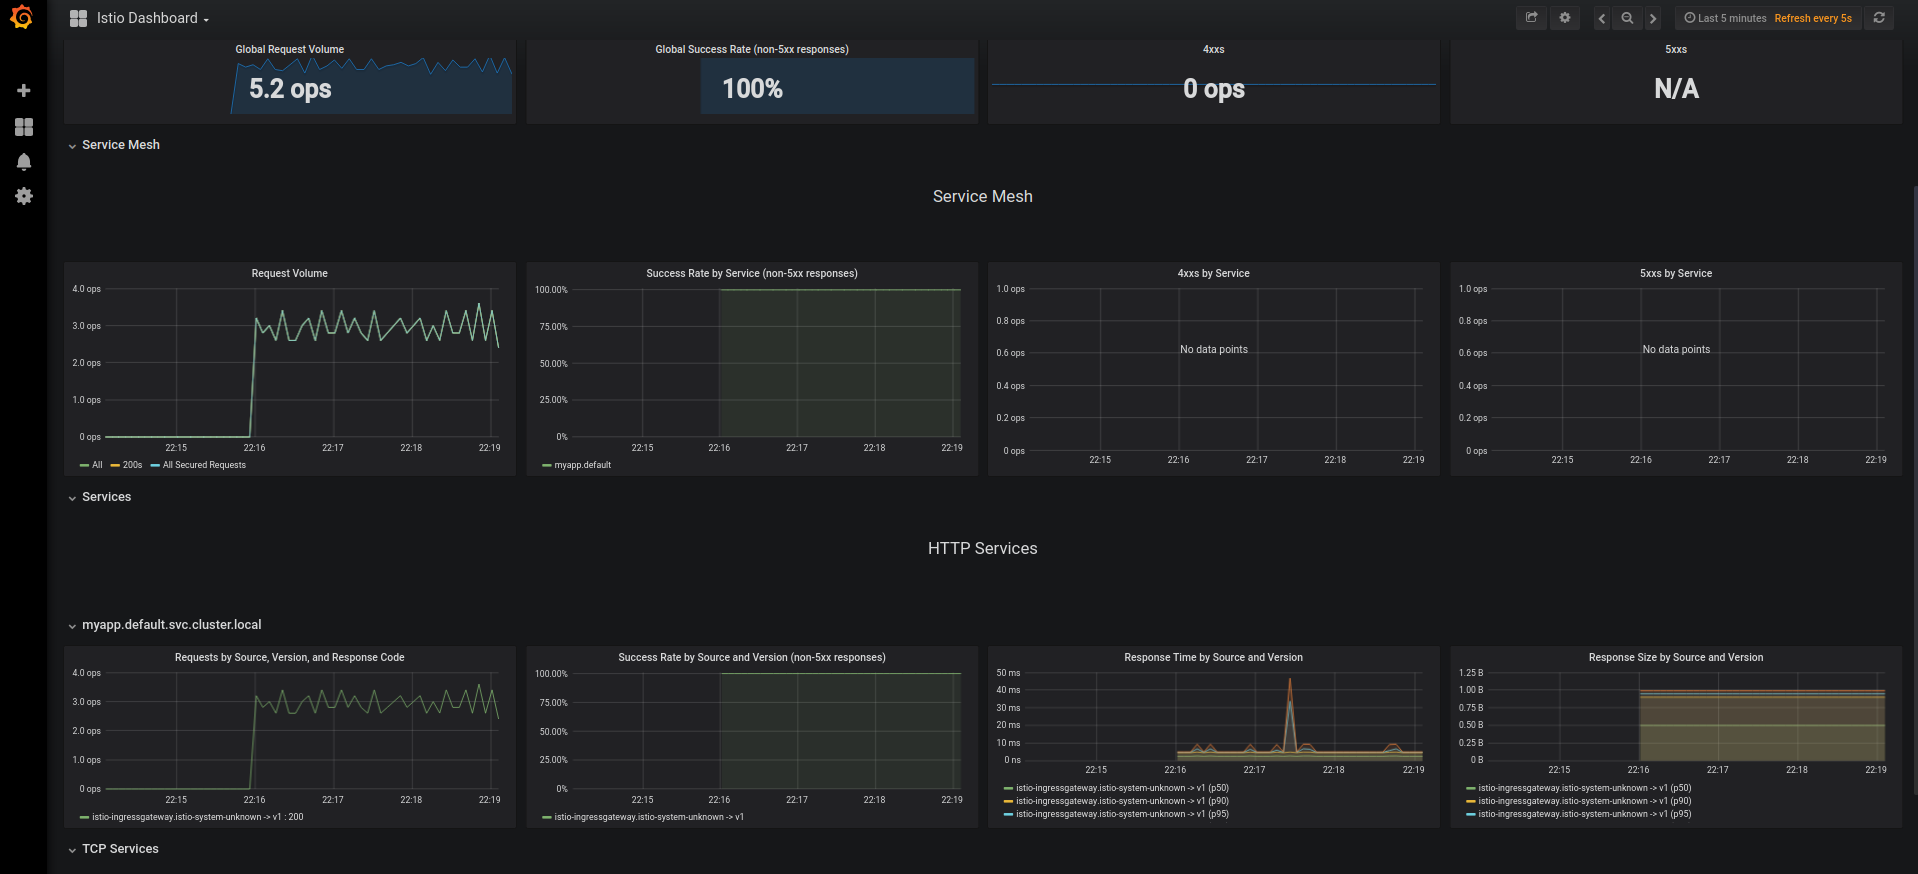 Istio Dashboard
Last 5 minutes Refresh every 5s
Global Request Volume
5.2 ops
Global Success Rate (non-5xx responses)
100%
4xxs
0 ops
5xxs
N/A
Service Mesh
Service Mesh
Request Volume
4.0 ops
3.0 ops
2.0 ops
1.0 ops
0 ops
22:15 22:16 22:17 22:18 22:19
All 200s All Secured Requests
Success Rate by Service (non-5xx responses)
100.00%
75.00%
50.00%
25.00%
0%
22:15 22:16 22:17 22:18 22:19
myapp.default
4xxs by Service
1.0 ops
0.8 ops
0.6 ops
0.4 ops
0.2 ops
0 ops
No data points
22:15 22:16 22:17 22:18 22:19
5xxs by Service
1.0 ops
0.8 ops
0.6 ops
0.4 ops
0.2 ops
0 ops
No data points
22:15 22:16 22:17 22:18 22:19
Services
HTTP Services
myapp.default.svc.cluster.local
Requests by Source, Version, and Response Code
4.0 ops
3.0 ops
2.0 ops
1.0 ops
0 ops
22:15 22:16 22:17 22:18 22:19
istio-ingressgateway.istio-system-unknown -> v1 : 200
Success Rate by Source and Version (non-5xx responses)
100.00%
75.00%
50.00%
25.00%
0%
22:15 22:16 22:17 22:18 22:19
istio-ingressgateway.istio-system-unknown -> v1
Response Time by Source and Version
50 ms
40 ms
30 ms
20 ms
10 ms
0 ns
22:15 22:16 22:17 22:18 22:19
istio-ingressgateway.istio-system-unknown -> v1 (p50)
istio-ingressgateway.istio-system-unknown -> v1 (p90)
istio-ingressgateway.istio-system-unknown -> v1 (p95)
Response Size by Source and Version
1.25 B
1.00 B
0.75 B
0.50 B
0.25 B
0 B
22:15 22:16 22:17 22:18 22:19
istio-ingressgateway.istio-system-unknown -> v1 (p50)
istio-ingressgateway.istio-system-unknown -> v1 (p90)
istio-ingressgateway.istio-system-unknown -> v1 (p95)
TCP Services